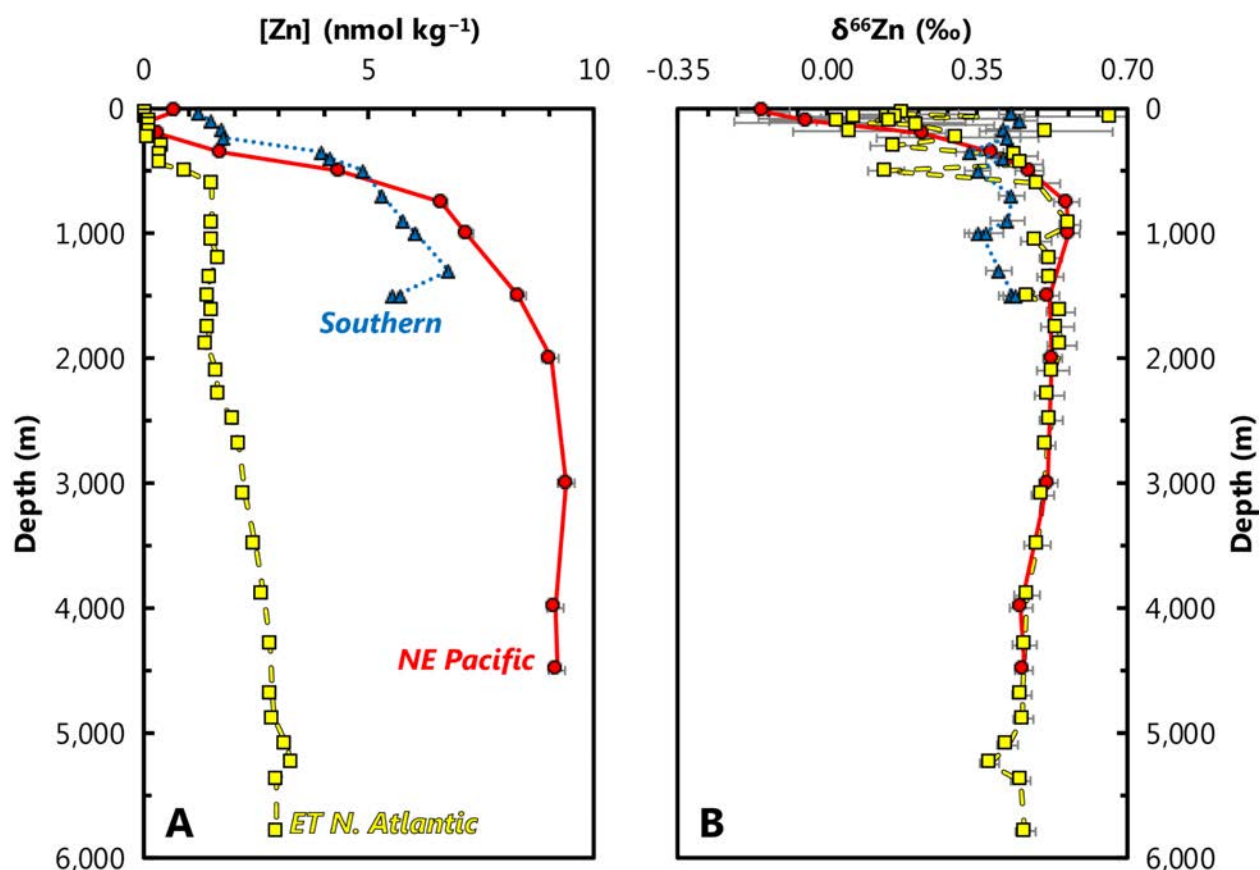 [Zn] (nmol kg⁻¹)
δ⁶⁶Zn (‰)
0 5 10
-0.35 0.00 0.35 0.70
0
1,000
2,000
3,000
4,000
5,000
6,000
Depth (m)
Southern
NE Pacific
ET N. Atlantic
A
B
0
1,000
2,000
3,000
4,000
5,000
6,000
Depth (m)